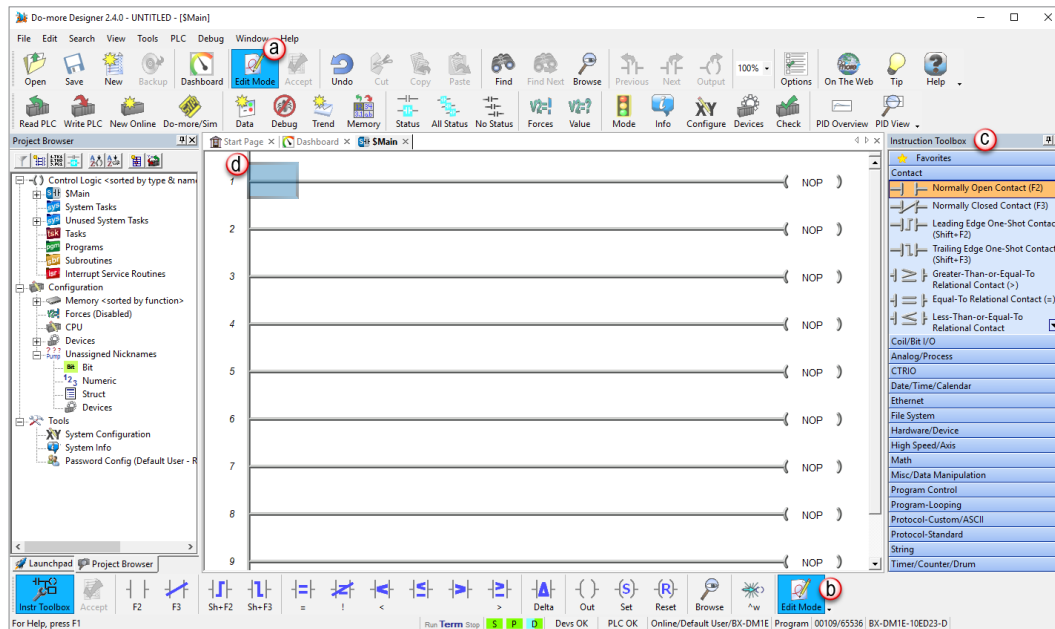 Do-more Designer 2.4.0 - UNTITLED - [$Main]
File Edit Search View Tools PLC Debug Window Help
a
Open Save New Backup Dashboard Edit Mode Accept Undo Cut Copy Paste Find Find Next Browse Previous Next Output 100% Options On The Web Tip Help
Read PLC Write PLC New Online Do-more/Sim Data Debug Trend Memory Status All Status No Status Forces Value Mode Info Configure Devices Check PID Overview PID View
Project Browser
Start Page Dashboard $Main
Instruction Toolbox c
d
Control Logic <sorted by type & nam
$Main
System Tasks
Unused System Tasks
Tasks
Programs
Subroutines
Interrupt Service Routines
Configuration
Memory <sorted by function>
Forces (Disabled)
CPU
Devices
Unassigned Nicknames
Bit
Numeric
Struct
Devices
Tools
System Configuration
System Info
Password Config (Default User - R
Launchpad Project Browser
1 NOP
2 NOP
3 NOP
4 NOP
5 NOP
6 NOP
7 NOP
8 NOP
9 NOP
Favorites
Contact
Normally Open Contact (F2)
Normally Closed Contact (F3)
Leading Edge One-Shot Contac
(Shift+F2)
Trailing Edge One-Shot Contact
(Shift+F3)
Greater-Than-or-Equal-To
Relational Contact (>)
Equal-To Relational Contact (=)
Less-Than-or-Equal-To
Relational Contact
Coil/Bit I/O
Analog/Process
CTRIO
Date/Time/Calendar
Ethernet
File System
Hardware/Device
High Speed/Axis
Math
Misc/Data Manipulation
Program Control
Program-Looping
Protocol-Custom/ASCII
Protocol-Standard
String
Timer/Counter/Drum
Instr Toolbox Accept F2 F3 Sh+F2 Sh+F3 = ! < > Delta Out Set Reset Browse ^w Edit Mode b
For Help, press F1
Run Term Stop S P D Devs OK PLC OK Online/Default User/BX-DM1E Program 00109/65536 BX-DM1E-10ED23-D